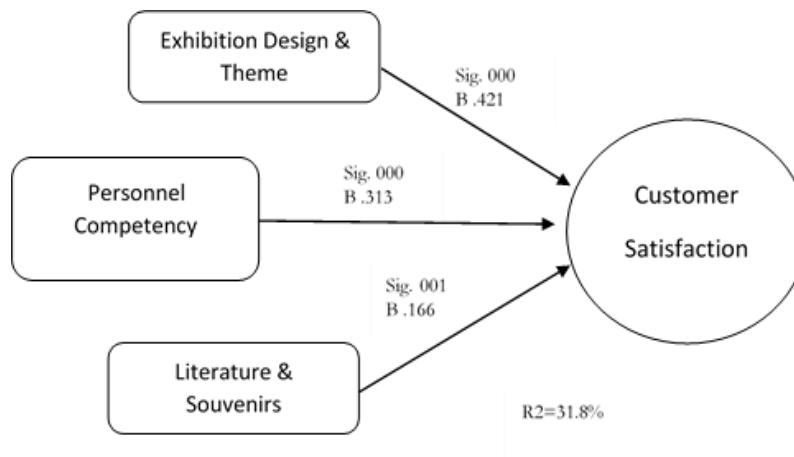 Exhibition Design &
Theme
Sig. 000
B .421
Personnel
Competency
Sig. 000
B .313
Customer
Satisfaction
Sig. 001
B .166
Literature &
Souvenirs
R2=31.8%